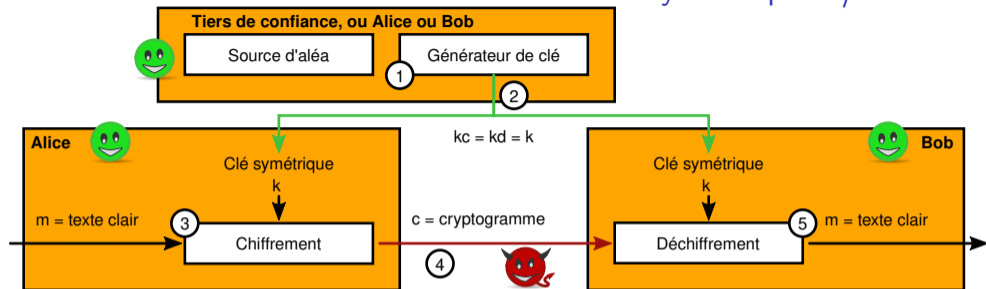 Tiers de confiance, ou Alice ou Bob
Source d'aléa
Générateur de clé
1
2
kc = kd = k
Alice
Clé symétrique
k
m = texte clair
3
Chiffrement
c = cryptogramme
4
Bob
Clé symétrique
k
Déchiffrement
5
m = texte clair